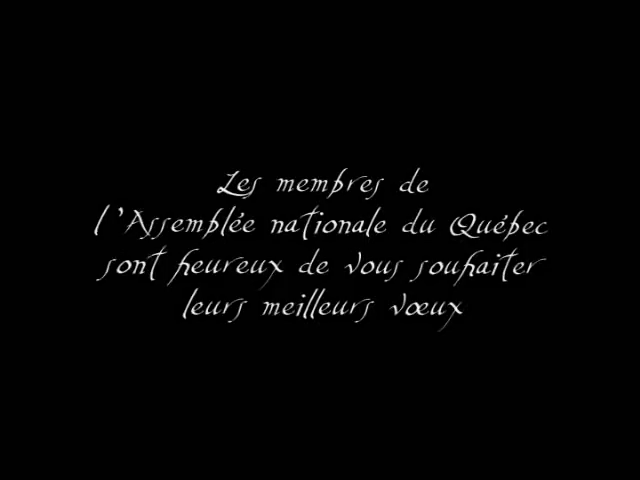 Les membres de
l'Assemblée nationale du Québec
sont heureux de vous souhaiter
leurs meilleurs vœux